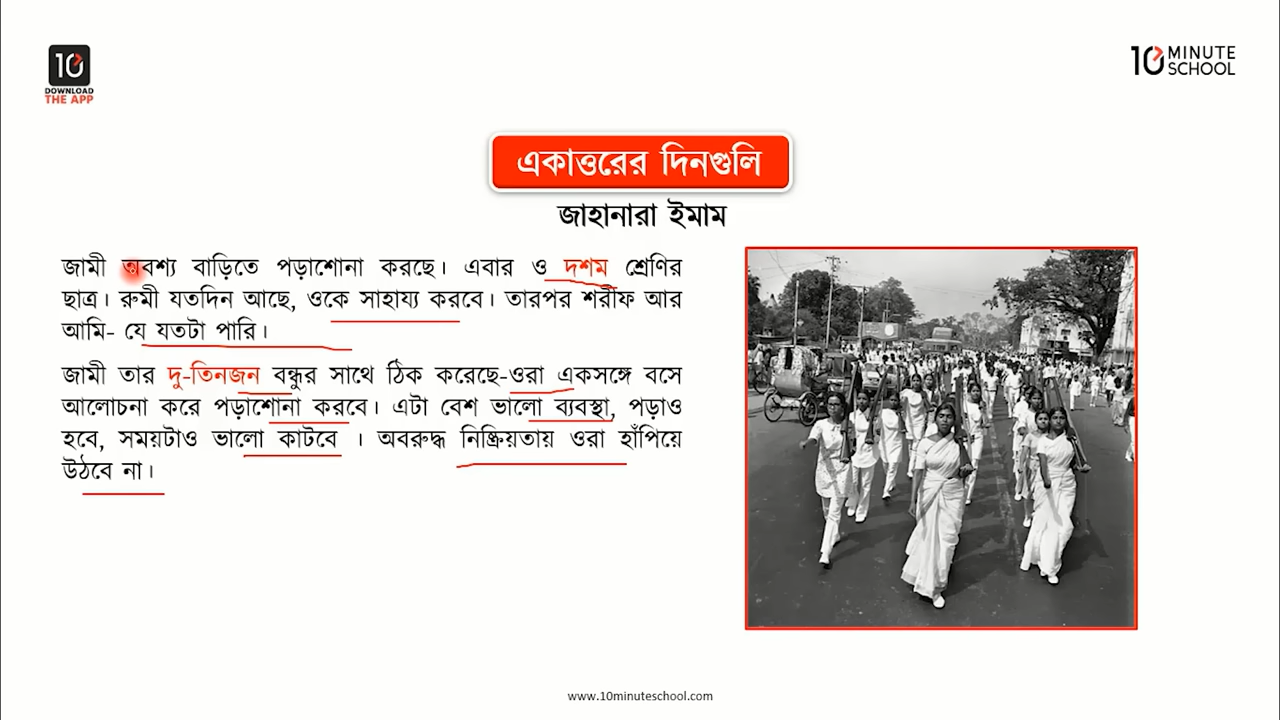 10
DOWNLOAD
THE APP
10 MINUTE
SCHOOL
একাত্তরের দিনগুলি
জাহানারা ইমাম
জামী অবশ্য বাড়িতে পড়াশোনা করছে। এবার ও দশম শ্রেণির
ছাত্র। রুমী যতদিন আছে, ওকে সাহায্য করবে। তারপর শরীফ আর
আমি- যে যতটা পারি।
জামী তার দু-তিনজন বন্ধুর সাথে ঠিক করেছে-ওরা একসঙ্গে বসে
আলোচনা করে পড়াশোনা করবে। এটা বেশ ভালো ব্যবস্থা, পড়াও
হবে, সময়টাও ভালো কাটবে । অবরুদ্ধ নিষ্ক্রিয়তায় ওরা হাঁপিয়ে
উঠবে না।
www.10minuteschool.com